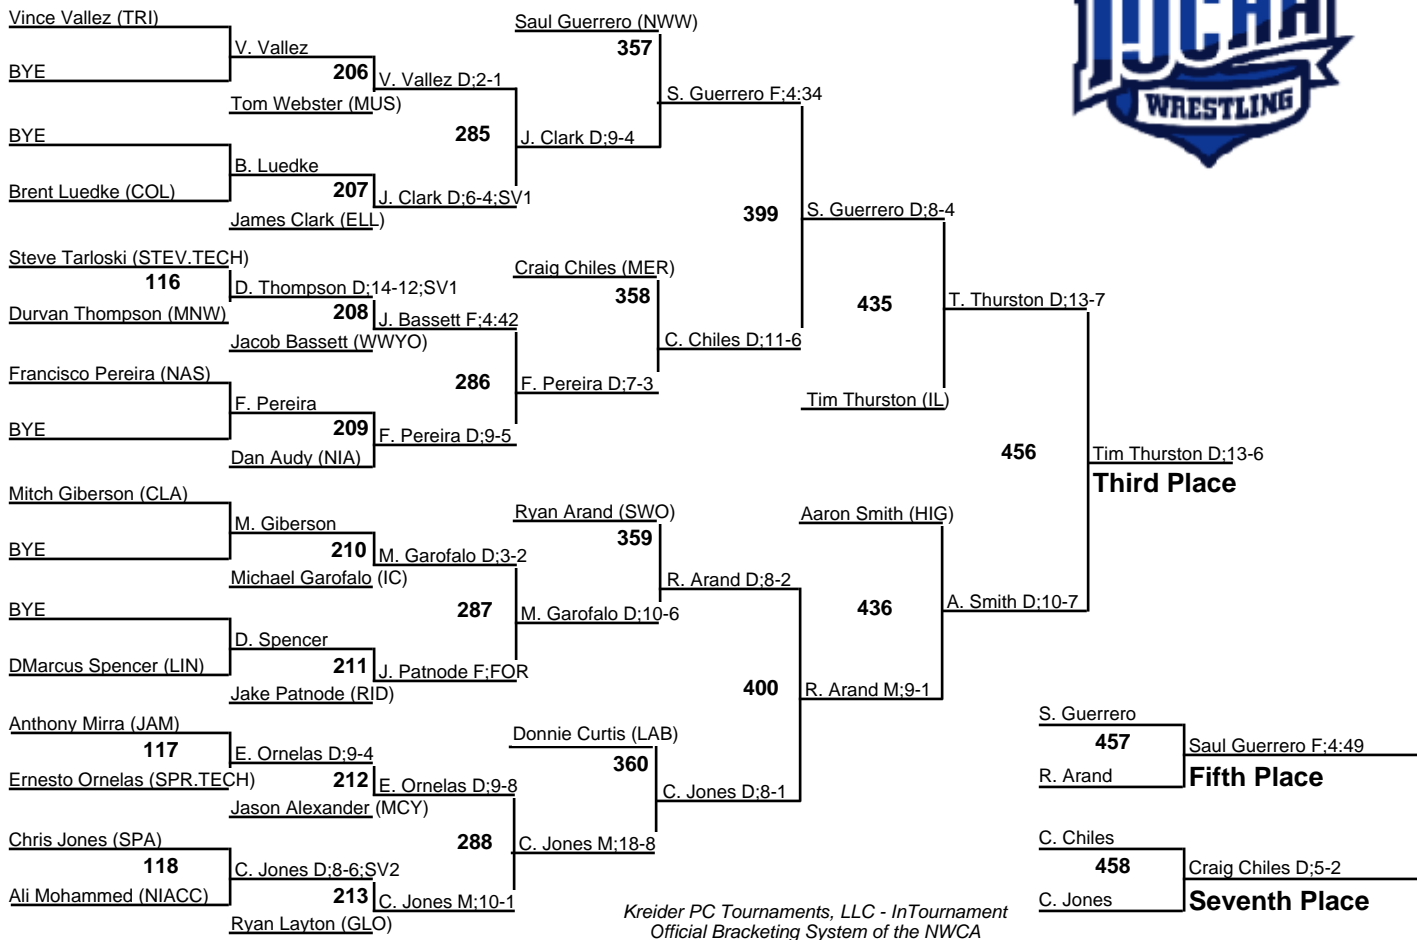 Vince Vallez (TRI)
BYE
BYE
Brent Luedke (COL)
Steve Tarloski (STEV.TECH)
116
Durvan Thompson (MNW)
Francisco Pereira (NAS)
BYE
Mitch Giberson (CLA)
BYE
BYE
DMarcus Spencer (LIN)
Anthony Mirra (JAM)
117
Ernesto Ornelas (SPR.TECH)
Chris Jones (SPA)
118
Ali Mohammed (NIACC)
V. Vallez
206
Tom Webster (MUS)
B. Luedke
207
James Clark (ELL)
D. Thompson D;14-12;SV1
208
Jacob Bassett (WWYO)
F. Pereira
209
Dan Audy (NIA)
M. Giberson
210
Michael Garofalo (IC)
D. Spencer
211
Jake Patnode (RID)
E. Ornelas D;9-4
212
Jason Alexander (MCY)
C. Jones D;8-6;SV2
213
Ryan Layton (GLO)
V. Vallez D;2-1
285
J. Clark D;6-4;SV1
J. Bassett F;4:42
286
F. Pereira D;9-5
M. Garofalo D;3-2
287
J. Patnode F;FOR
E. Ornelas D;9-8
288
C. Jones M;10-1
Saul Guerrero (NWW)
357
J. Clark D;9-4
Craig Chiles (MER)
358
F. Pereira D;7-3
Ryan Arand (SWO)
359
M. Garofalo D;10-6
Donnie Curtis (LAB)
360
C. Jones M;18-8
S. Guerrero F;4:34
399
C. Chiles D;11-6
R. Arand D;8-2
400
C. Jones D;8-1
S. Guerrero D;8-4
435
Tim Thurston (IL)
Aaron Smith (HIG)
436
R. Arand M;9-1
T. Thurston D;13-7
456
A. Smith D;10-7
Tim Thurston D;13-6
Third Place
S. Guerrero
457
R. Arand
Saul Guerrero F;4:49
Fifth Place
C. Chiles
458
C. Jones
Craig Chiles D;5-2
Seventh Place
NJCAA
WRESTLING
Kreider PC Tournaments, LLC - InTournament
Official Bracketing System of the NWCA